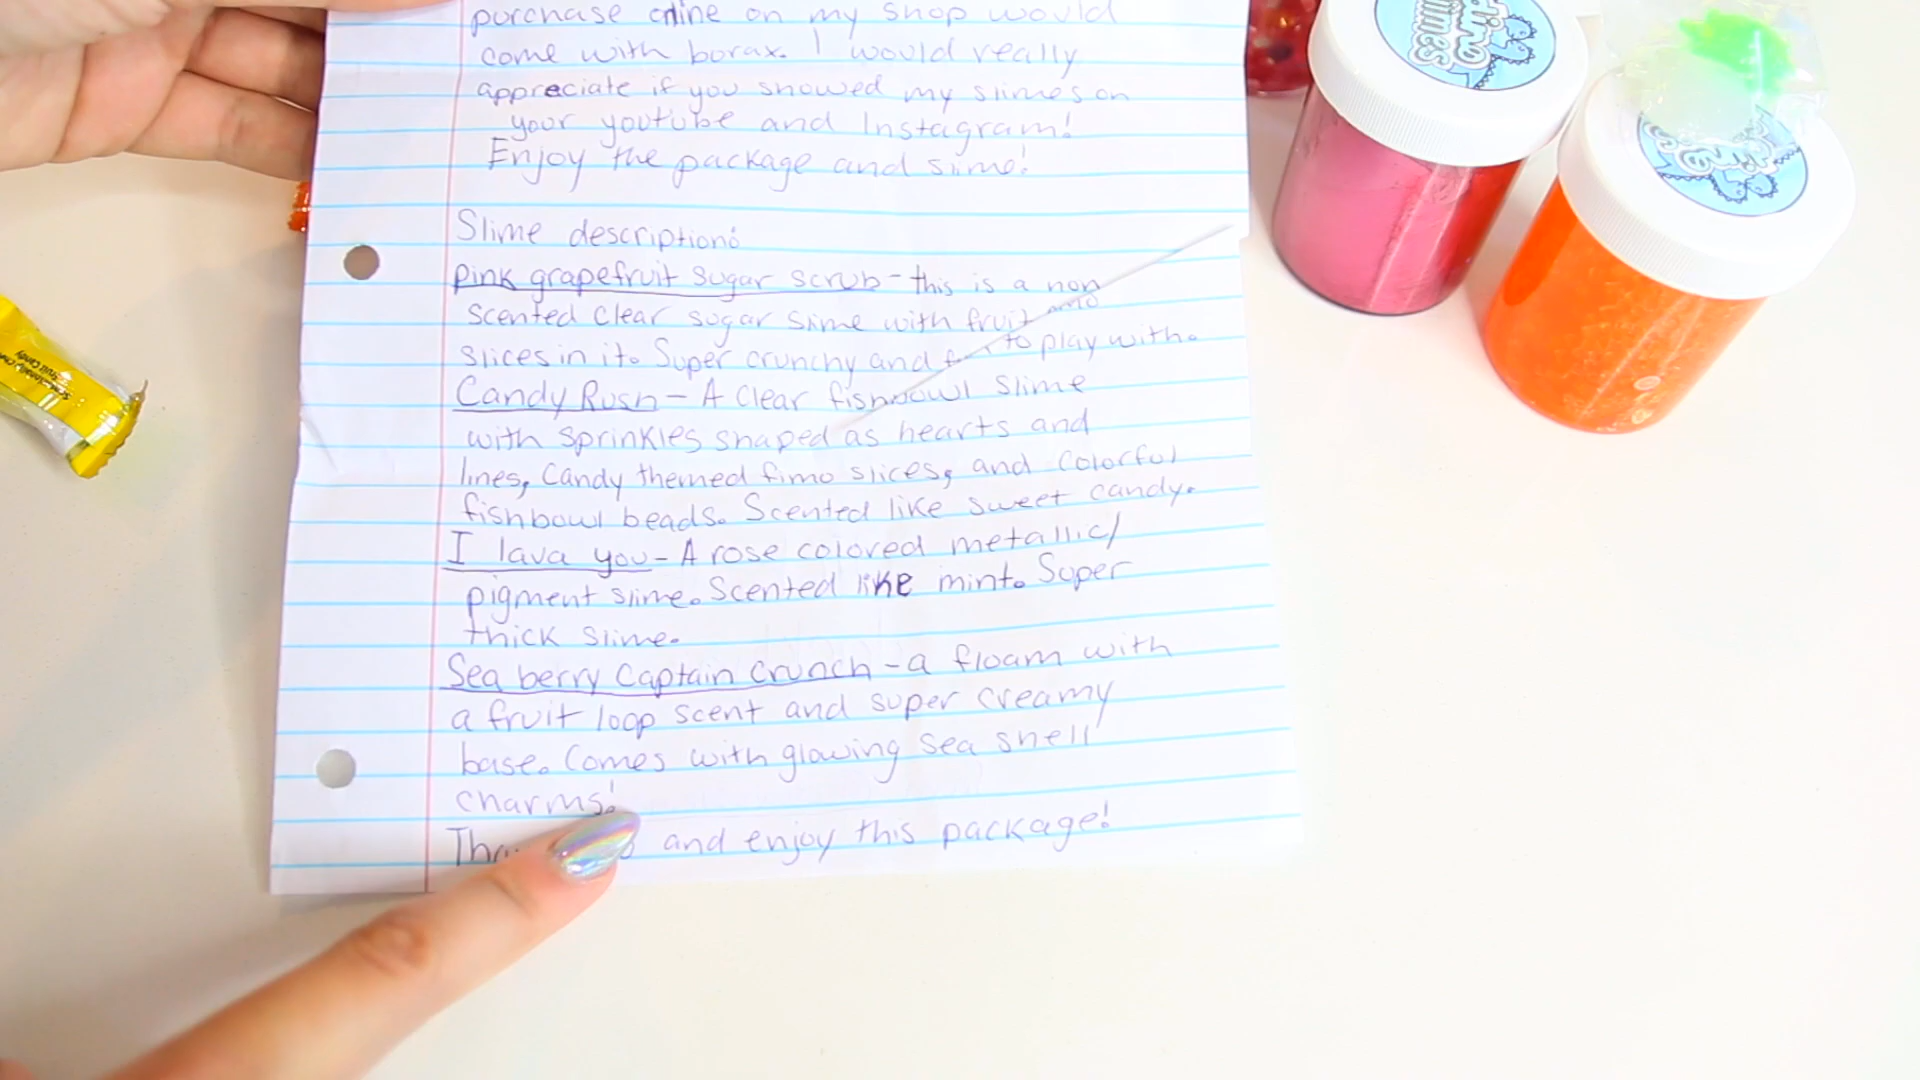 purchase online on my shop would
come with borax. I would really
appreciate if you showed my slimes on
your youtube and Instagram!
Enjoy the package and slime!
Slime description:
pink grapefruit sugar scrub - this is a non
scented clear sugar slime with fruit
slices in it. Super crunchy and to play with.
Candy Rush - A clear fishbowl slime
with sprinkles shaped as hearts and
lines, candy themed fimo slices, and colorful
fishbowl beads. Scented like sweet candy.
I lava you - A rose colored metallic/
pigment slime. Scented like mint. Super
thick slime.
Sea berry Captain Crunch - a floam with
a fruit loop scent and super creamy
base. Comes with glowing sea shell
charms!
and enjoy this package!
dino
slimes
Fruit Candy